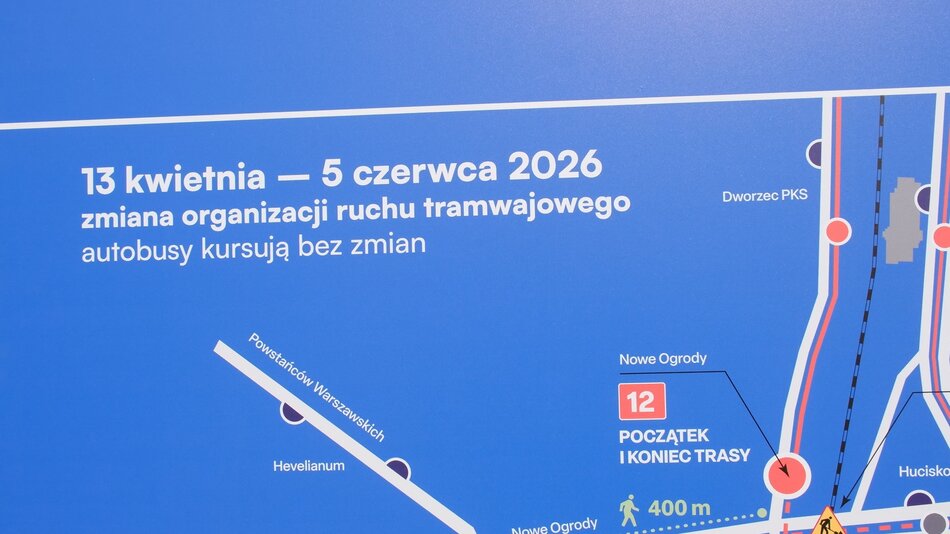 13 kwietnia — 5 czerwca 2026
zmiana organizacji ruchu tramwajowego
autobusy kursują bez zmian
Dworzec PKS
Powstańców Warszawskich
Hevelianum
Nowe Ogrody
12
POCZĄTEK
I KONIEC TRASY
400 m
Nowe Ogrody
Hucisko